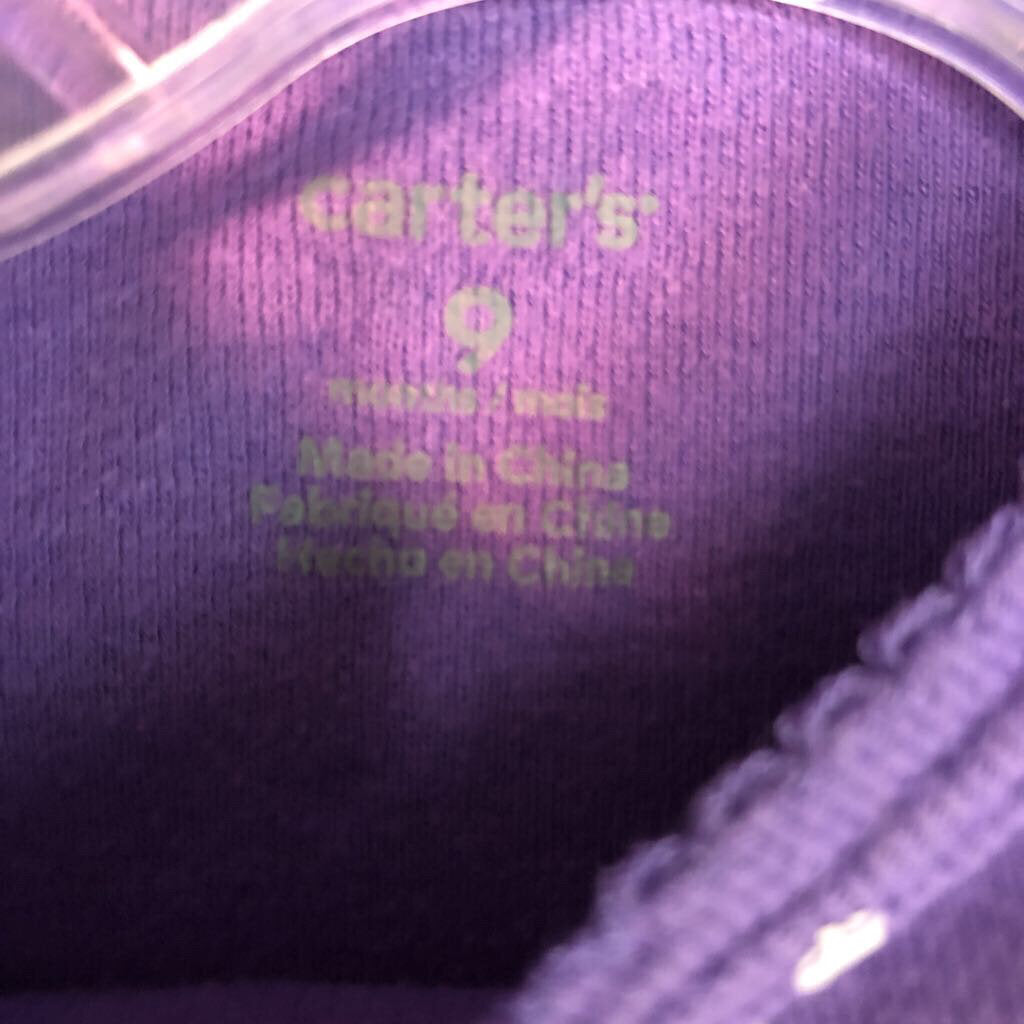 carter's
9
months / mois
Made in China
Fabriqué en Chine
Hecho en China